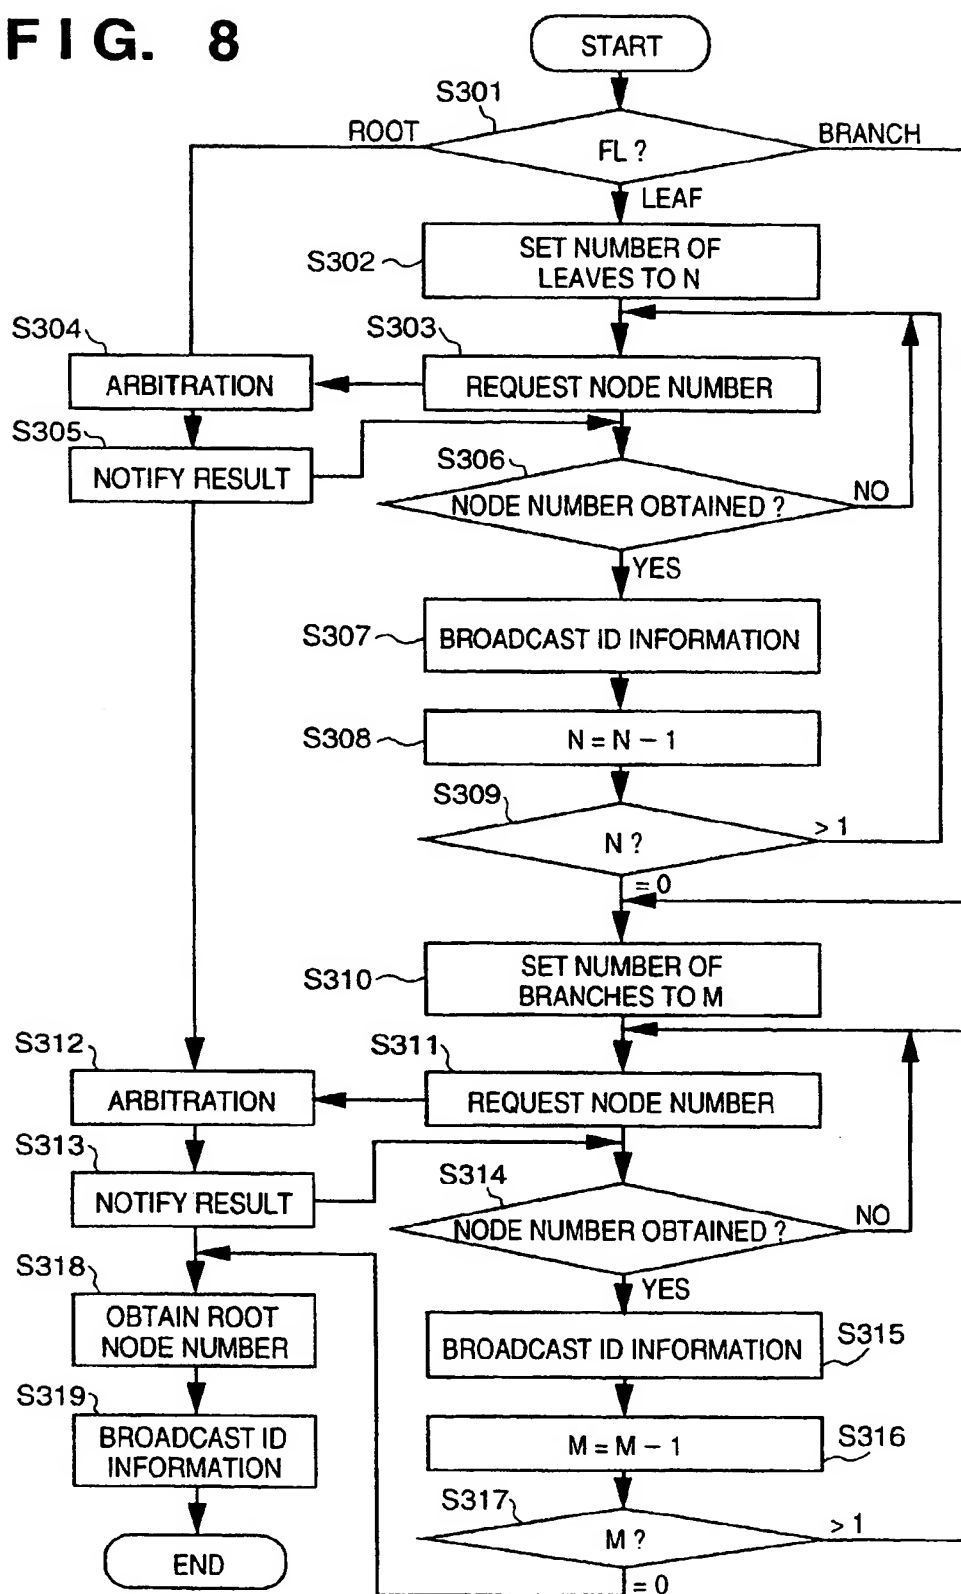 FIG. 8
START
S301
ROOT
FL ?
BRANCH
LEAF
S302
SET NUMBER OF
LEAVES TO N
S304
S303
ARBITRATION
REQUEST NODE NUMBER
S305
NOTIFY RESULT
S306
NODE NUMBER OBTAINED ?
NO
YES
S307
BROADCAST ID INFORMATION
S308
N = N − 1
S309
N ?
> 1
= 0
S310
SET NUMBER OF
BRANCHES TO M
S312
S311
ARBITRATION
REQUEST NODE NUMBER
S313
NOTIFY RESULT
S314
NODE NUMBER OBTAINED ?
NO
YES
S318
OBTAIN ROOT
NODE NUMBER
BROADCAST ID INFORMATION
S315
S319
BROADCAST ID
INFORMATION
M = M − 1
S316
S317
M ?
> 1
= 0
END